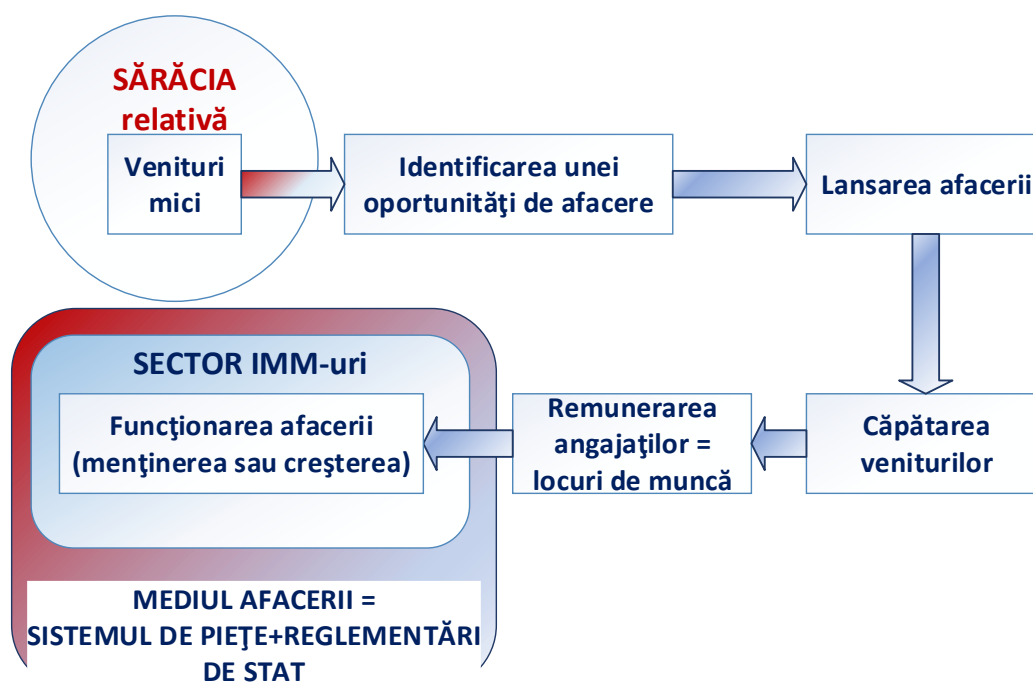 SĂRĂCIA
relativă
Venituri
mici
Identificarea unei
oportunităţi de afacere
Lansarea afacerii
Căpătarea
veniturilor
Remunerarea
angajaţilor =
locuri de muncă
SECTOR IMM-uri
Funcţionarea afacerii
(menţinerea sau creşterea)
MEDIUL AFACERII =
SISTEMUL DE PIEŢE+REGLEMENTĂRI
DE STAT